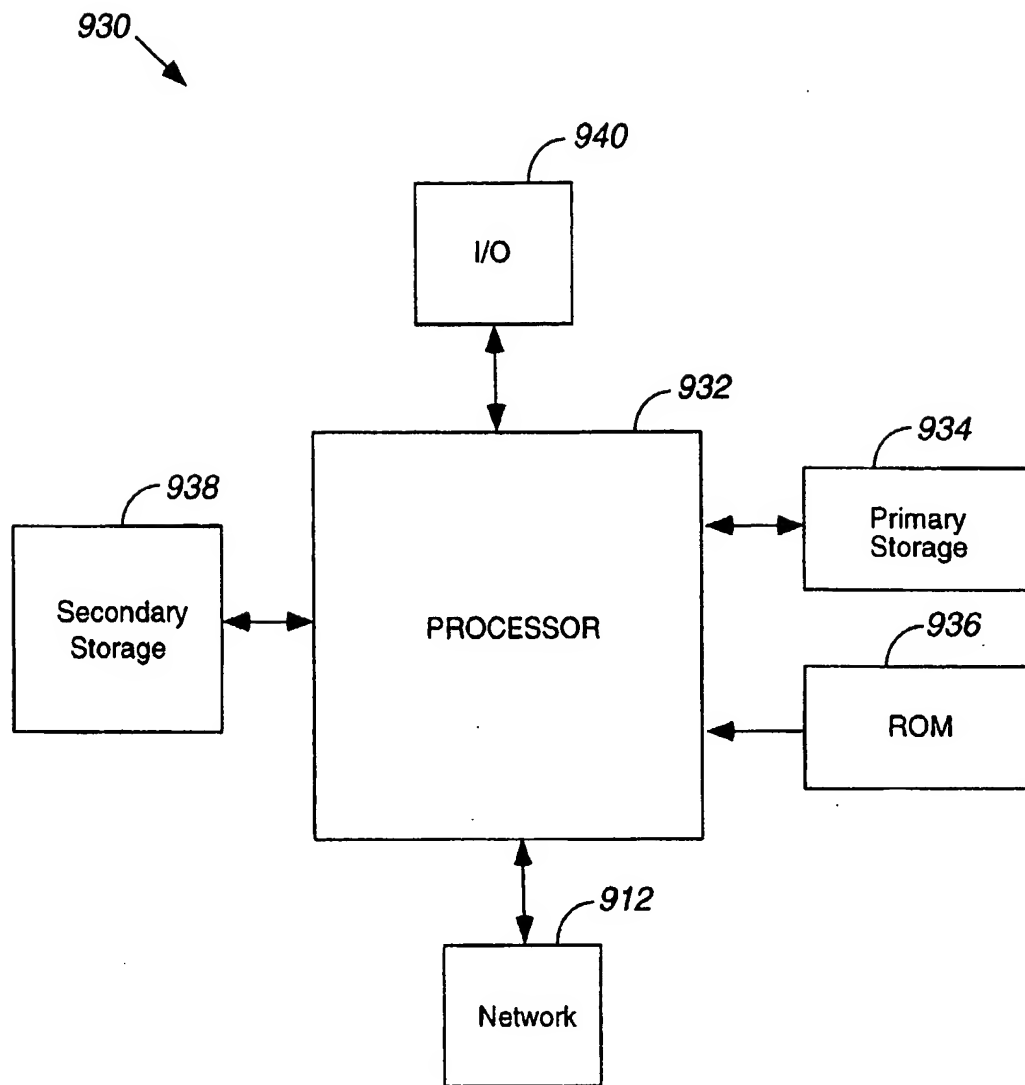 930
940
I/O
932
934
938
Primary
Storage
Secondary
Storage
PROCESSOR
936
ROM
912
Network